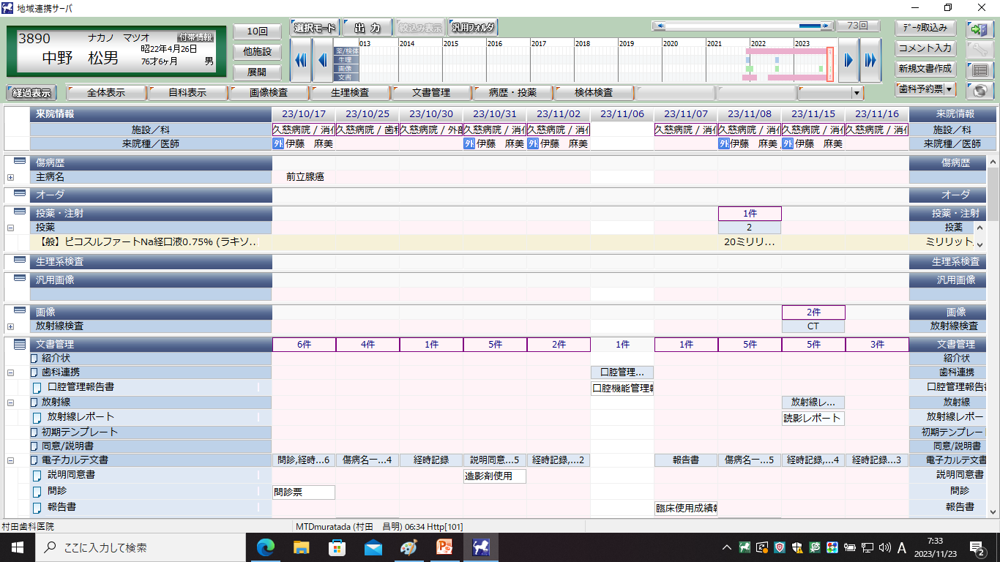 地域連携サーバ
3890 ナカノ マツオ 付帯情報
中野 松男 昭22年4月26日
76才6ヶ月 男
10回
他施設
展開
選択モード 出力 絞込み表示 汎用フォルダ 73回
013 2014 2015 2016 2017 2018 2019 2020 2021 2022 2023
薬/検体
生理
画像
文書
データ取込み
コメント入力
新規文書作成
歯科予約票
経過表示 全体表示 自科表示 画像検査 生理検査 文書管理 病歴・投薬 検体検査
来院情報 23/10/17 23/10/25 23/10/30 23/10/31 23/11/02 23/11/06 23/11/07 23/11/08 23/11/15 23/11/16 来院情報
施設／科 久慈病院 / 消 久慈病院 / 歯 久慈病院 / 外 久慈病院 / 消 久慈病院 / 消 久慈病院 / 消 久慈病院 / 消 久慈病院 / 消 久慈病院 / 消 施設／科
来院種／医師 外 伊藤 麻美 外 伊藤 麻美 外 伊藤 麻美 外 伊藤 麻美 外 伊藤 麻美 来院種／医師
傷病歴 傷病歴
主病名 前立腺癌
オーダ オーダ
投薬・注射 1件 投薬・注射
投薬 2 投薬
【般】ピコスルファートNa経口液0.75% (ラキソ... 20ミリリ... ミリリット
生理系検査 生理系検査
汎用画像 汎用画像
画像 2件 画像
放射線検査 CT 放射線検査
文書管理 6件 4件 1件 5件 2件 1件 1件 5件 5件 3件 文書管理
紹介状 紹介状
歯科連携 口腔管理... 歯科連携
口腔管理報告書 口腔機能管理報 口腔管理報告
放射線 放射線レ... 放射線
放射線レポート 読影レポート 放射線レポー
初期テンプレート 初期テンプレー
同意/説明書 同意/説明書
電子カルテ文書 問診,経時...6 傷病名一...4 経時記録 説明同意...5 経時記録,...2 報告書 傷病名一...5 経時記録,...4 経時記録...3 電子カルテ文書
説明同意書 造影剤使用 説明同意書
問診 問診票 問診
報告書 臨床使用成績 報告書
村田歯科医院 MTDmuratada (村田 昌明) 06:34 Http[101]
ここに入力して検索 A 7:33
2023/11/23 2